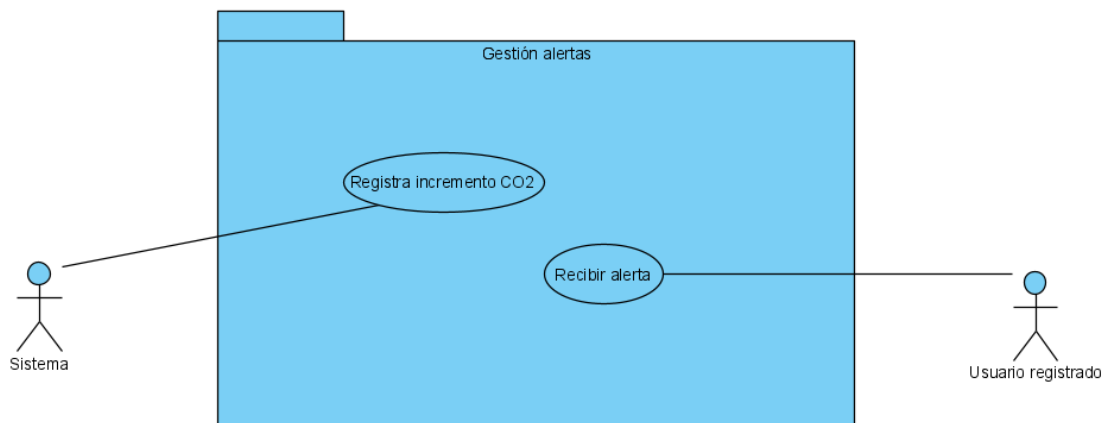 Gestión alertas
Registra incremento CO2
Recibir alerta
Sistema
Usuario registrado